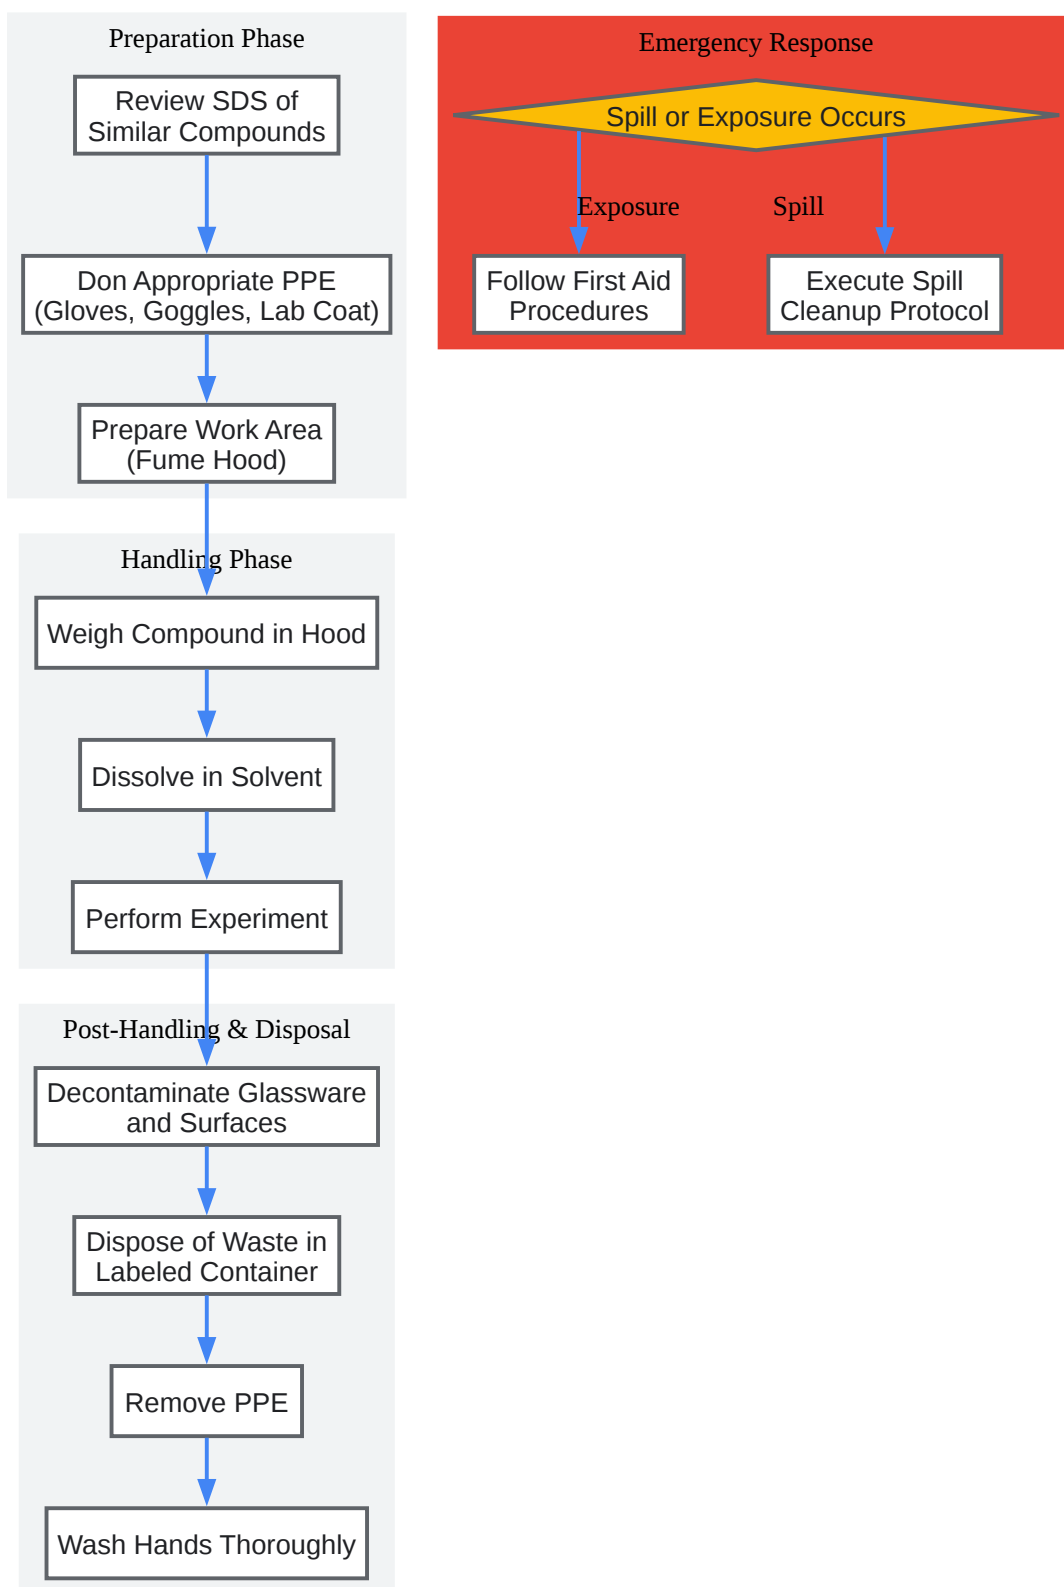 Preparation Phase
Review SDS of
Similar Compounds
Don Appropriate PPE
(Gloves, Goggles, Lab Coat)
Prepare Work Area
(Fume Hood)
Handling Phase
Weigh Compound in Hood
Dissolve in Solvent
Perform Experiment
Post-Handling & Disposal
Decontaminate Glassware
and Surfaces
Dispose of Waste in
Labeled Container
Remove PPE
Wash Hands Thoroughly
Emergency Response
Spill or Exposure Occurs
Exposure
Spill
Follow First Aid
Procedures
Execute Spill
Cleanup Protocol